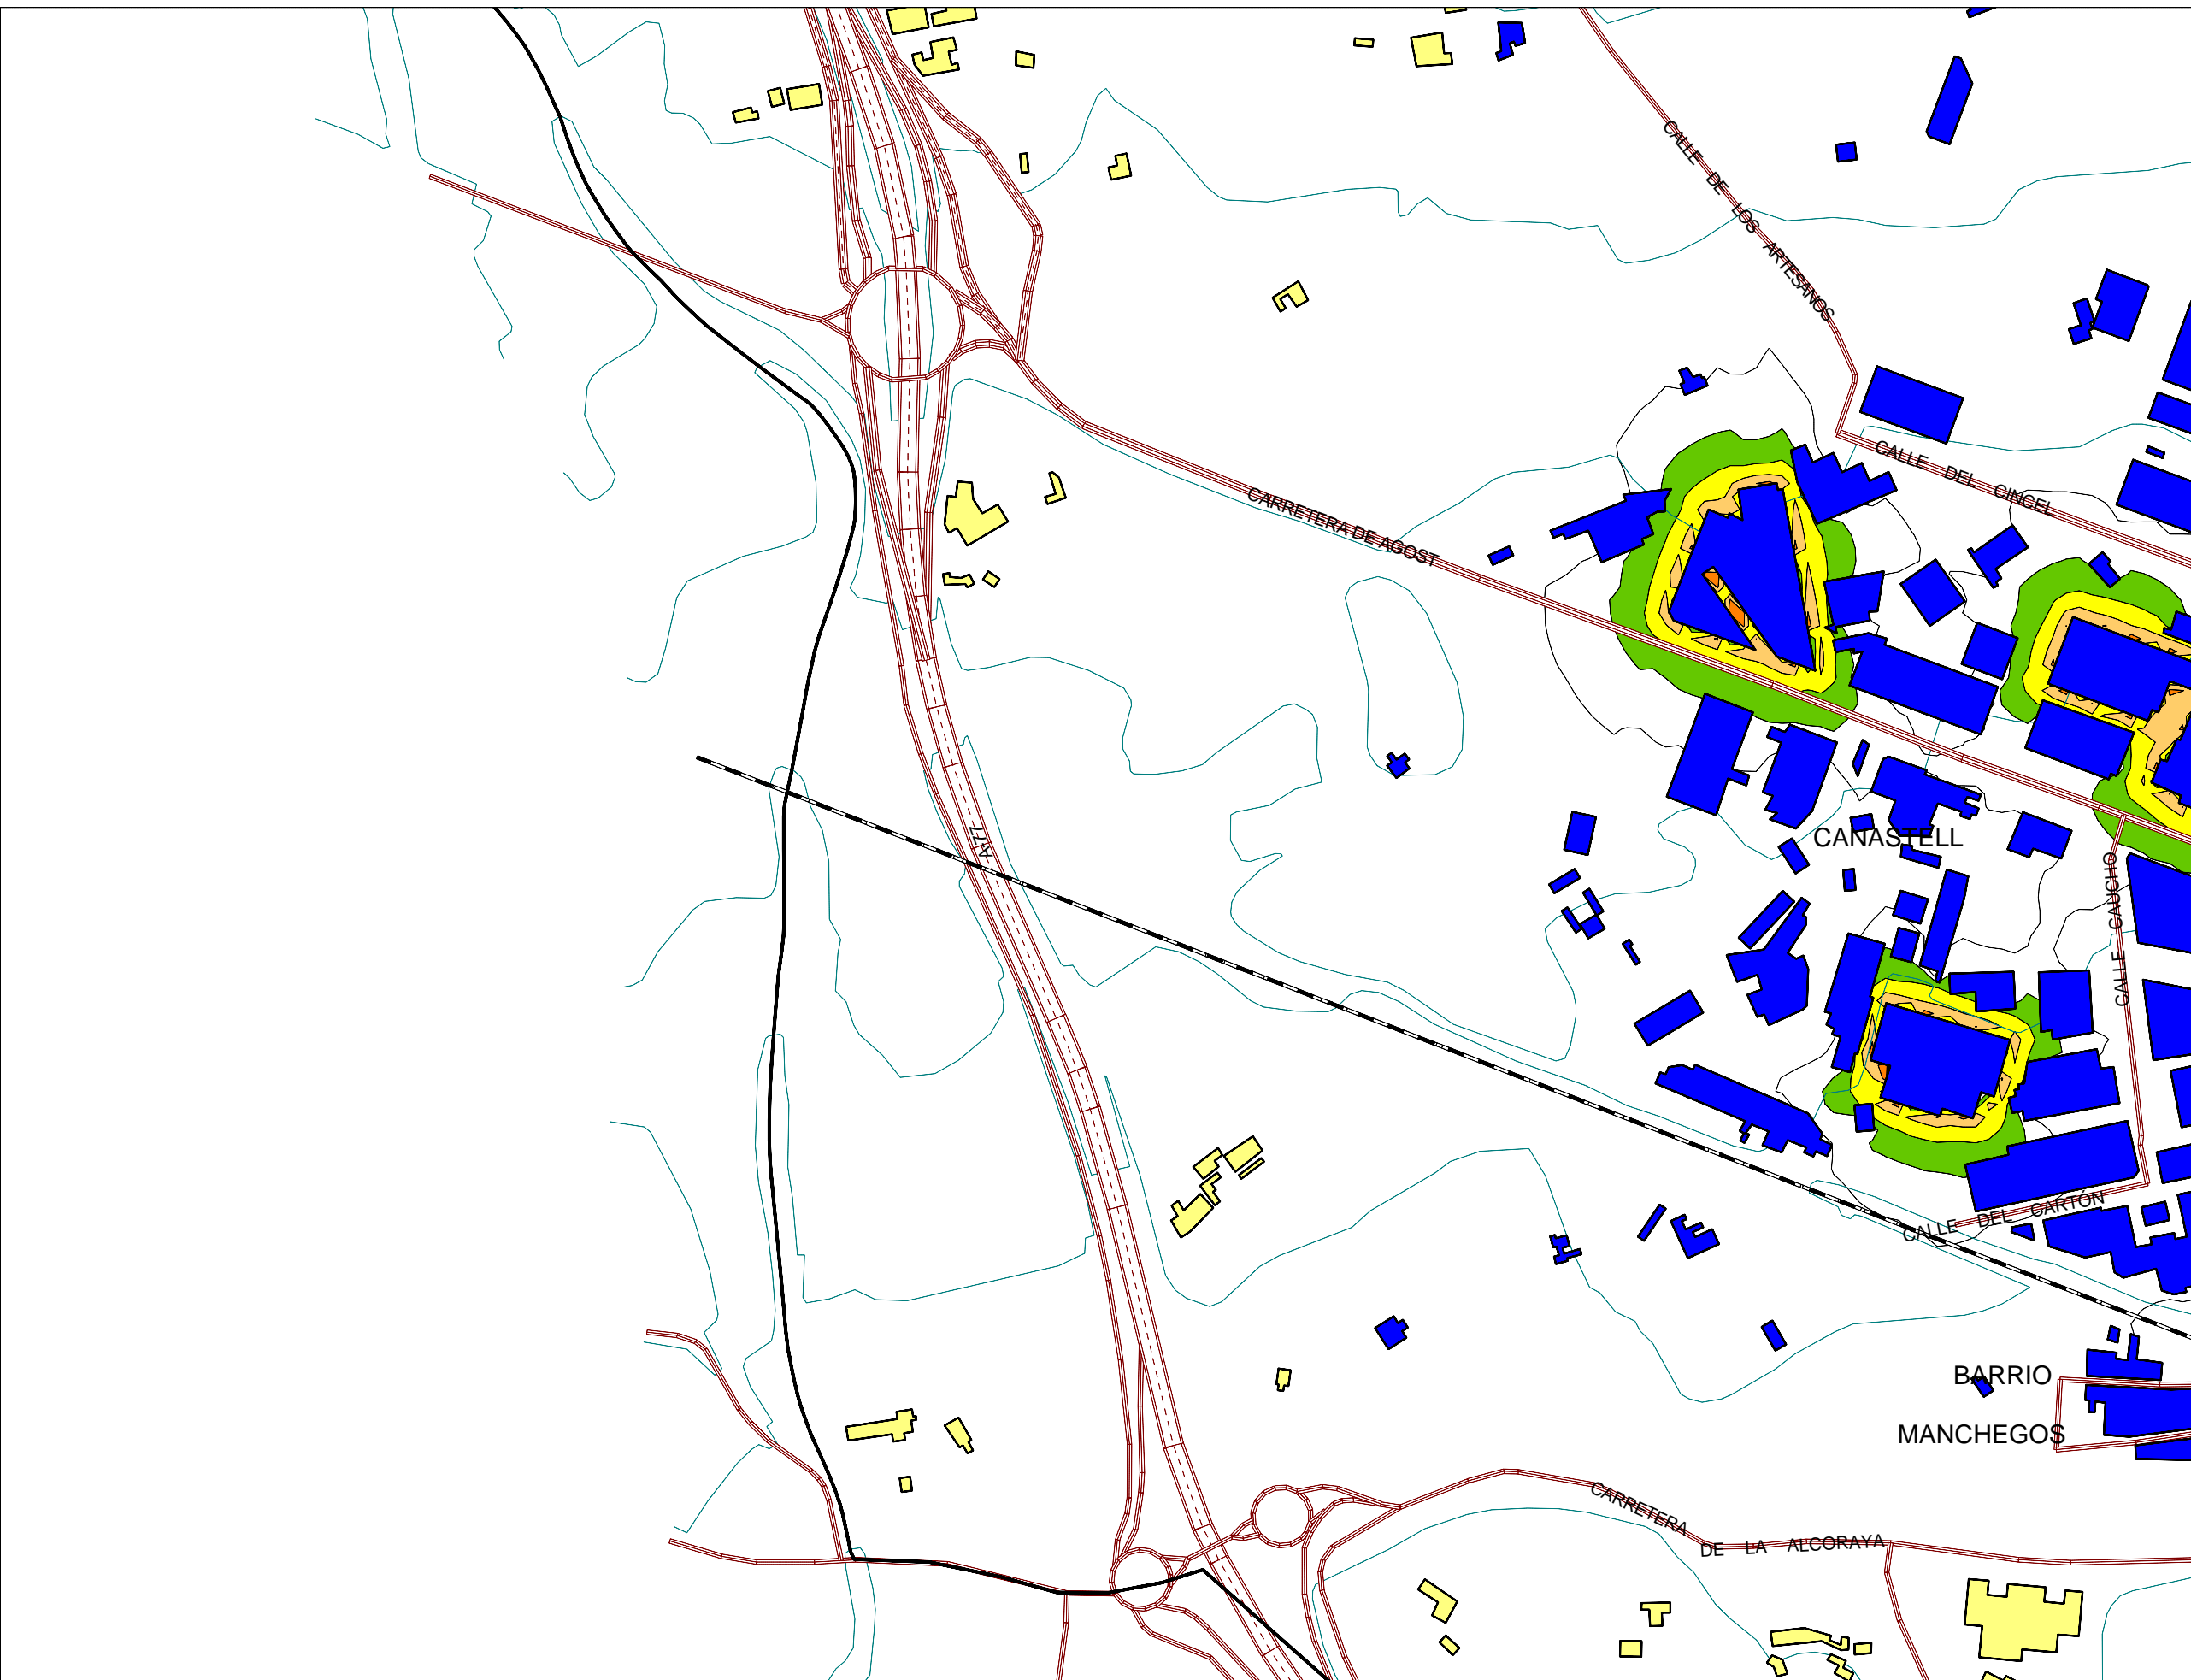 CALLE DE LOS ARTESANOS
CALLE DEL CINCEL
CARRETERA DE AGOST
A-77
CANASTELL
CALLE CAUCHO
CALLE DEL CARTÓN
BARRIO
MANCHEGOS
CARRETERA
DE LA ALCORAYA